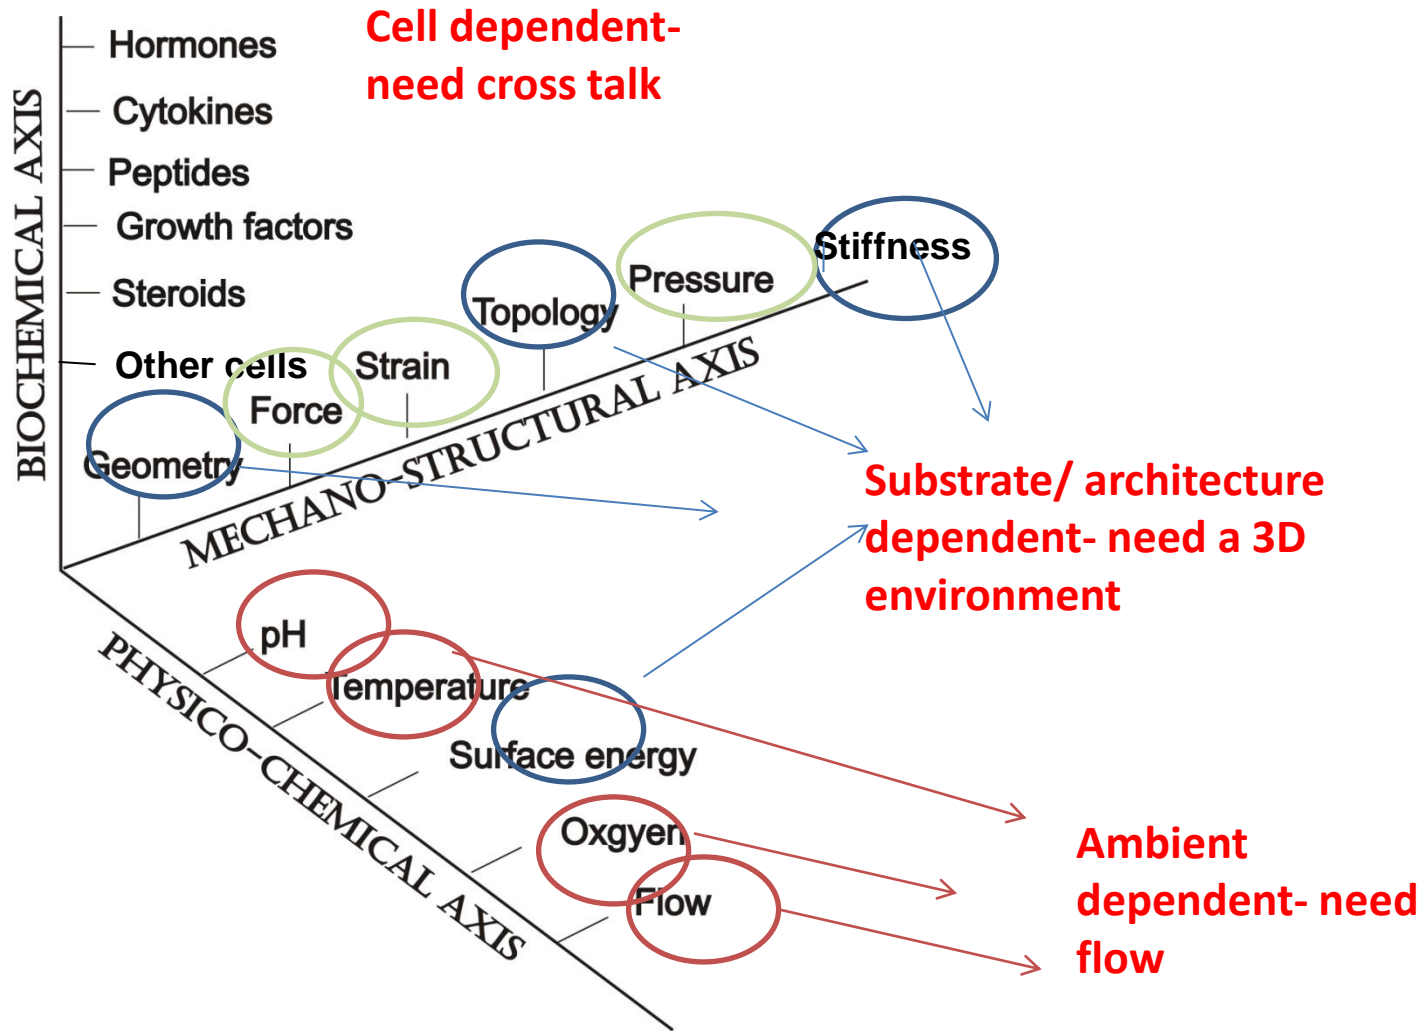 Cell dependent-
need cross talk
BIOCHEMICAL AXIS
Hormones
Cytokines
Peptides
Growth factors
Steroids
Other cells
Geometry
Force
Strain
Topology
Pressure
Stiffness
MECHANO-STRUCTURAL AXIS
Substrate/ architecture
dependent- need a 3D
environment
PHYSICO-CHEMICAL AXIS
pH
Temperature
Surface energy
Oxgyen
Flow
Ambient
dependent- need
flow